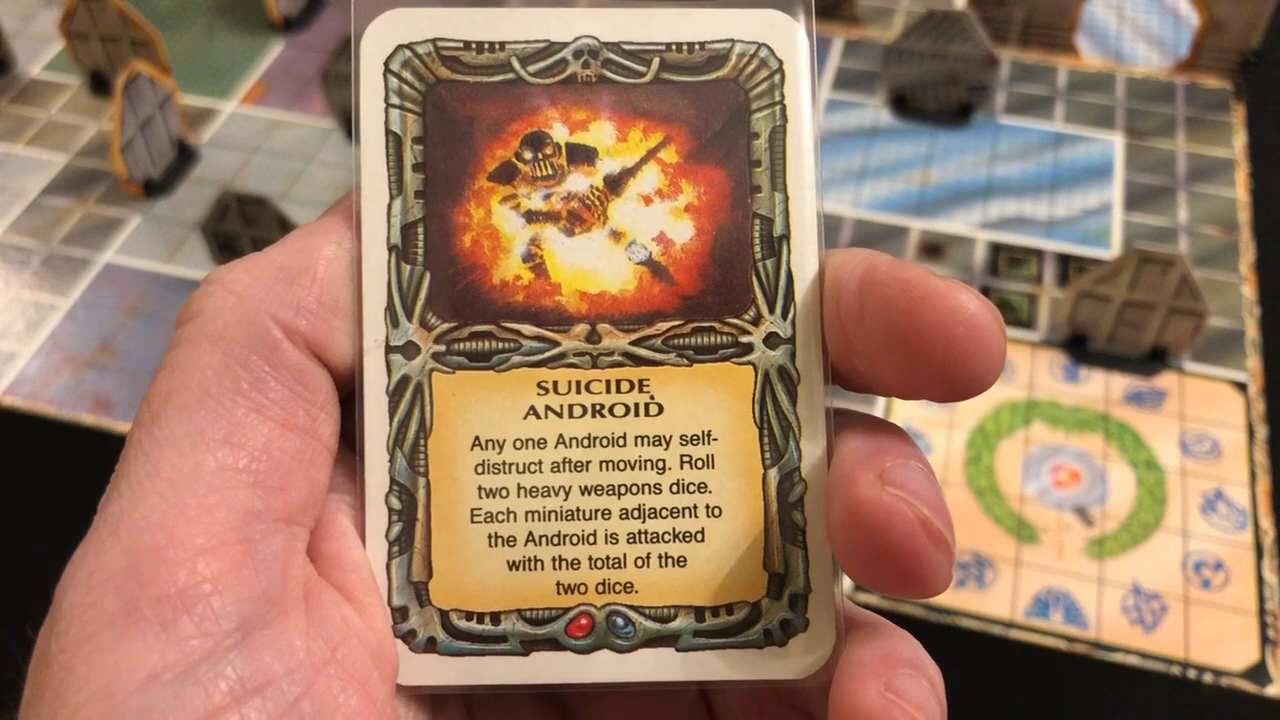 SUICIDE
ANDROID
Any one Android may self-
distruct after moving. Roll
two heavy weapons dice.
Each miniature adjacent to
the Android is attacked
with the total of the
two dice.